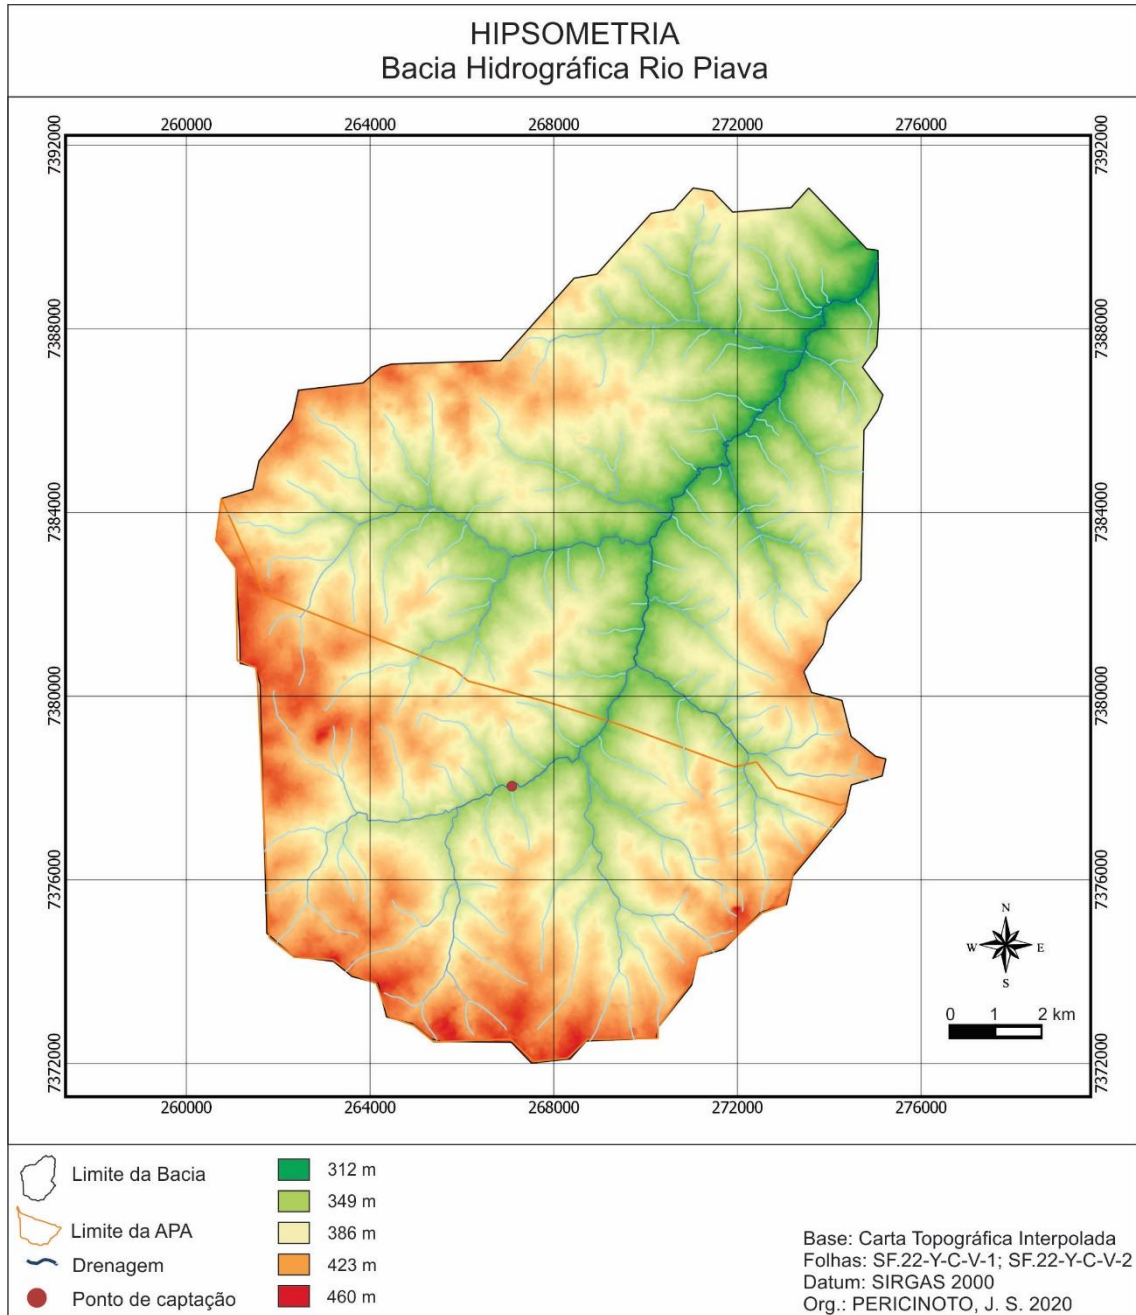 HIPSOMETRIA
Bacia Hidrográfica Rio Piava
260000 264000 268000 272000 276000
7392000 7392000
7388000 7388000
7384000 7384000
7380000 7380000
7376000 7376000
7372000 7372000
N
W E
S
0 1 2 km
260000 264000 268000 272000 276000
Limite da Bacia
Limite da APA
Drenagem
Ponto de captação
312 m
349 m
386 m
423 m
460 m
Base: Carta Topográfica Interpolada
Folhas: SF.22-Y-C-V-1; SF.22-Y-C-V-2
Datum: SIRGAS 2000
Org.: PERICINOTO, J. S. 2020